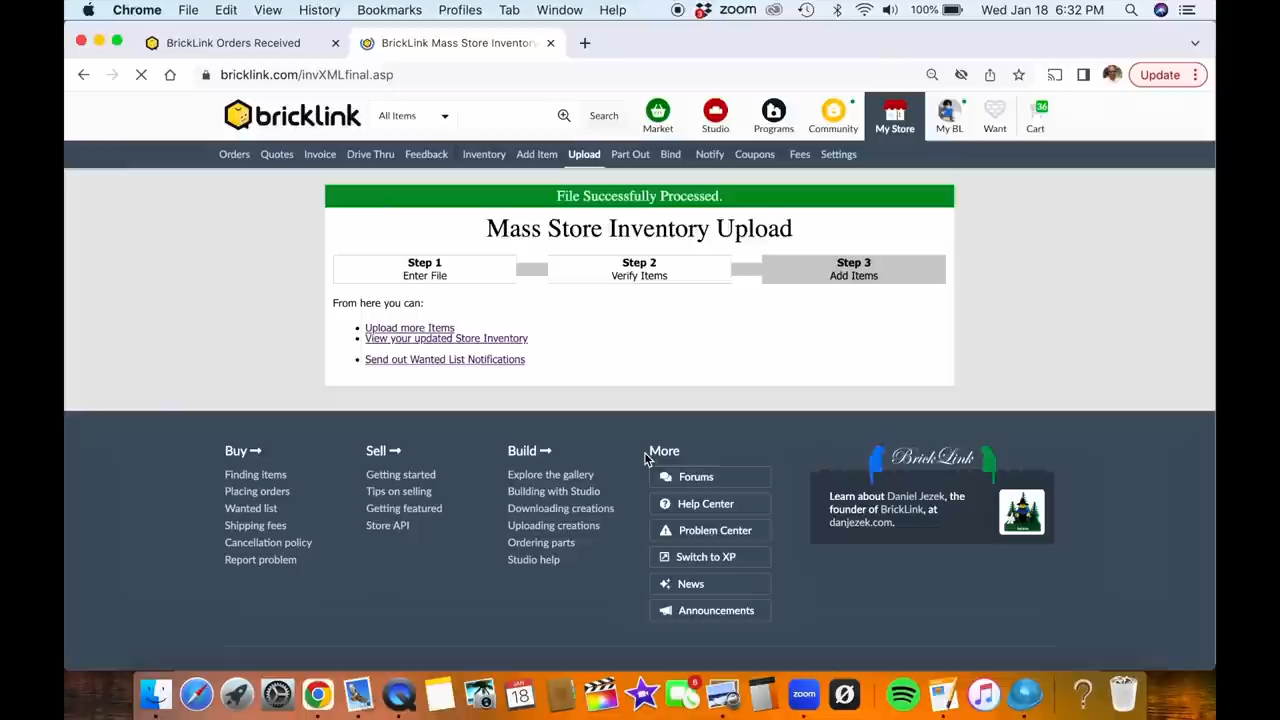 Chrome File Edit View History Bookmarks Profiles Tab Window Help zoom 100% Wed Jan 18 6:32 PM
BrickLink Orders Received BrickLink Mass Store Inventory
bricklink.com/invXMLfinal.asp Update
bricklink All Items Search Market Studio Programs Community My Store My BL Want 36 Cart
Orders Quotes Invoice Drive Thru Feedback Inventory Add Item Upload Part Out Bind Notify Coupons Fees Settings
File Successfully Processed.
Mass Store Inventory Upload
Step 1 Step 2 Step 3
Enter File Verify Items Add Items
From here you can:
• Upload more Items
• View your updated Store Inventory
• Send out Wanted List Notifications
Buy → Sell → Build → More BrickLink
Finding items Getting started Explore the gallery Forums
Placing orders Tips on selling Building with Studio Learn about Daniel Jezek, the
Wanted list Getting featured Downloading creations Help Center founder of BrickLink, at
Shipping fees Store API Uploading creations Problem Center danjezek.com.
Cancellation policy Ordering parts
Report problem Studio help Switch to XP
News
Announcements
JAN 18 6 zoom